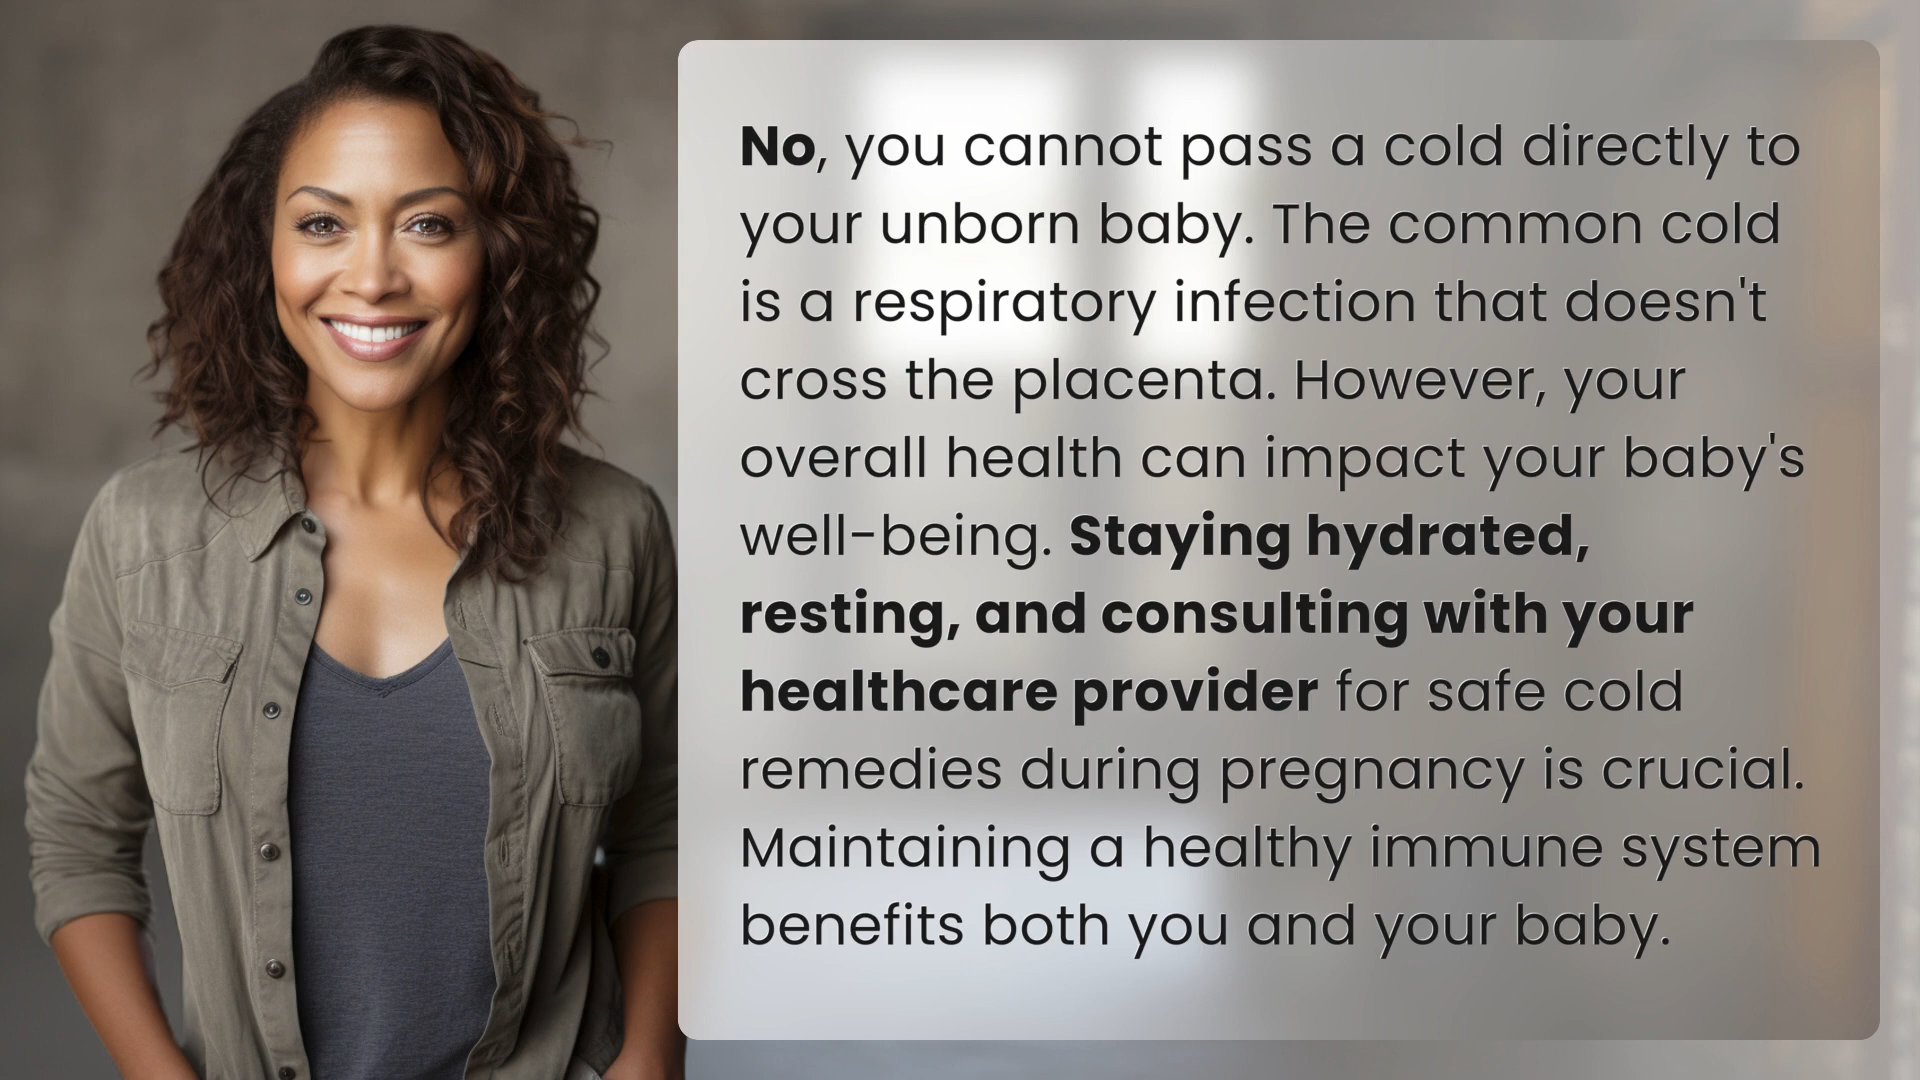 No, you cannot pass a cold directly to
your unborn baby. The common cold
is a respiratory infection that doesn't
cross the placenta. However, your
overall health can impact your baby's
well-being. Staying hydrated,
resting, and consulting with your
healthcare provider for safe cold
remedies during pregnancy is crucial.
Maintaining a healthy immune system
benefits both you and your baby.